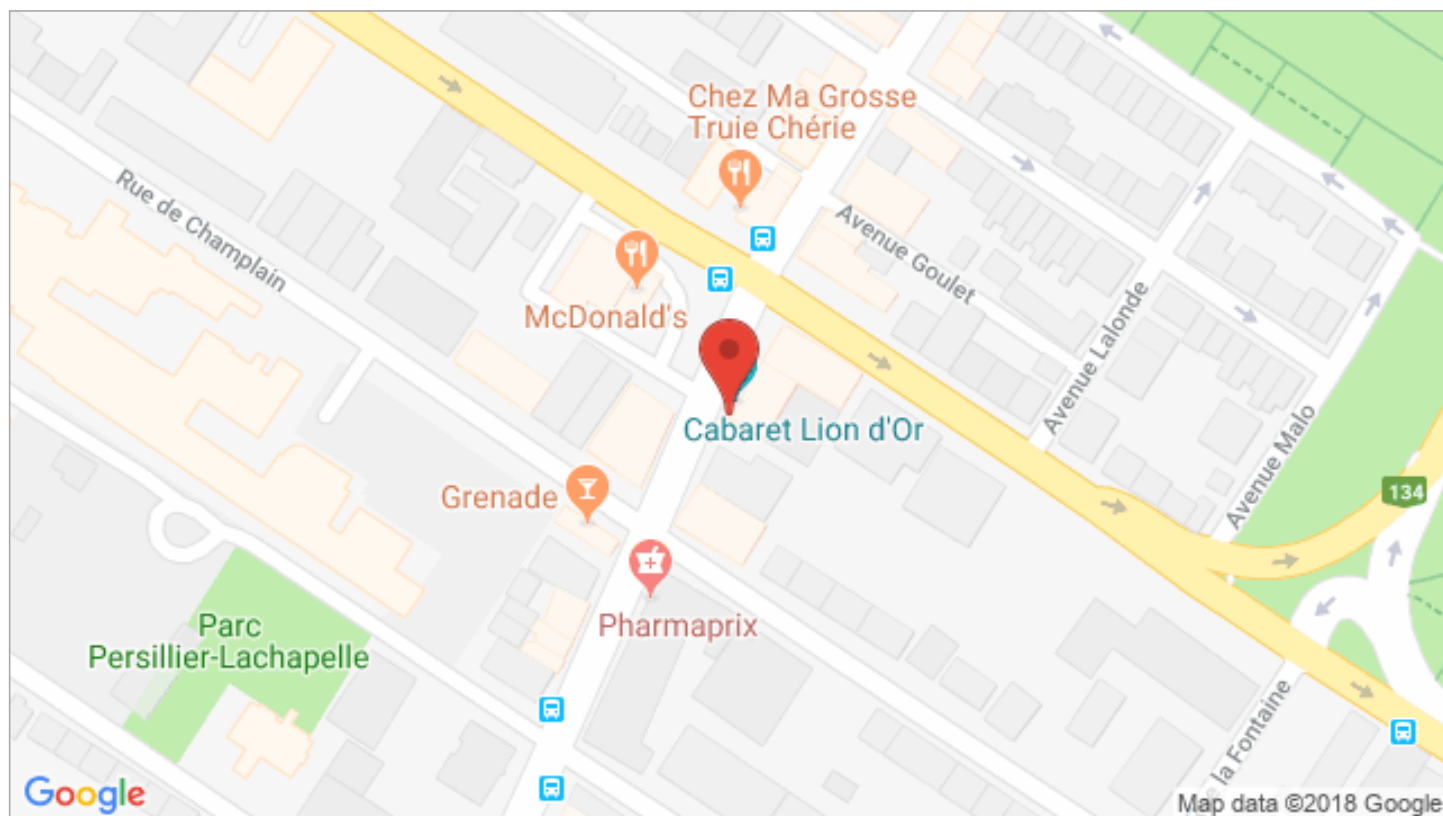 Chez Ma Grosse
Truie Chérie
Rue de Champlain
Avenue Goulet
McDonald's
Avenue Lalonde
Cabaret Lion d'Or
Avenue Malo
134
Grenade
Pharmaprix
Parc
Persillier-Lachapelle
e la Fontaine
Google
Map data ©2018 Google